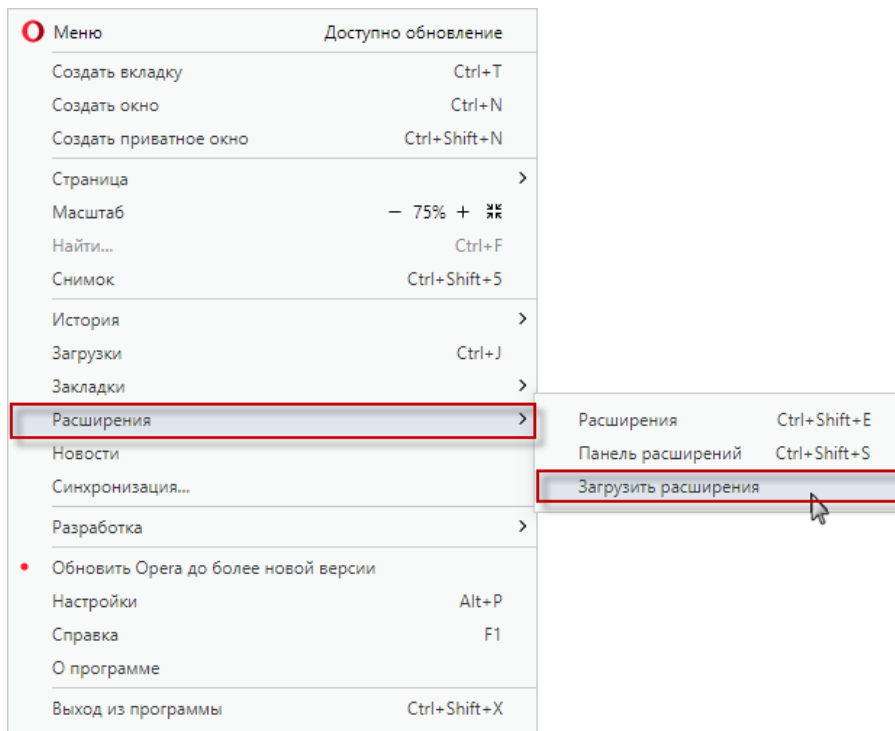 Меню Доступно обновление
Создать вкладку Ctrl+T
Создать окно Ctrl+N
Создать приватное окно Ctrl+Shift+N
Страница
Масштаб − 75% +
Найти... Ctrl+F
Снимок Ctrl+Shift+5
История
Загрузки Ctrl+J
Закладки
Расширения
Новости
Синхронизация...
Разработка
Обновить Opera до более новой версии
Настройки Alt+P
Справка F1
О программе
Выход из программы Ctrl+Shift+X
Расширения Ctrl+Shift+E
Панель расширений Ctrl+Shift+S
Загрузить расширения